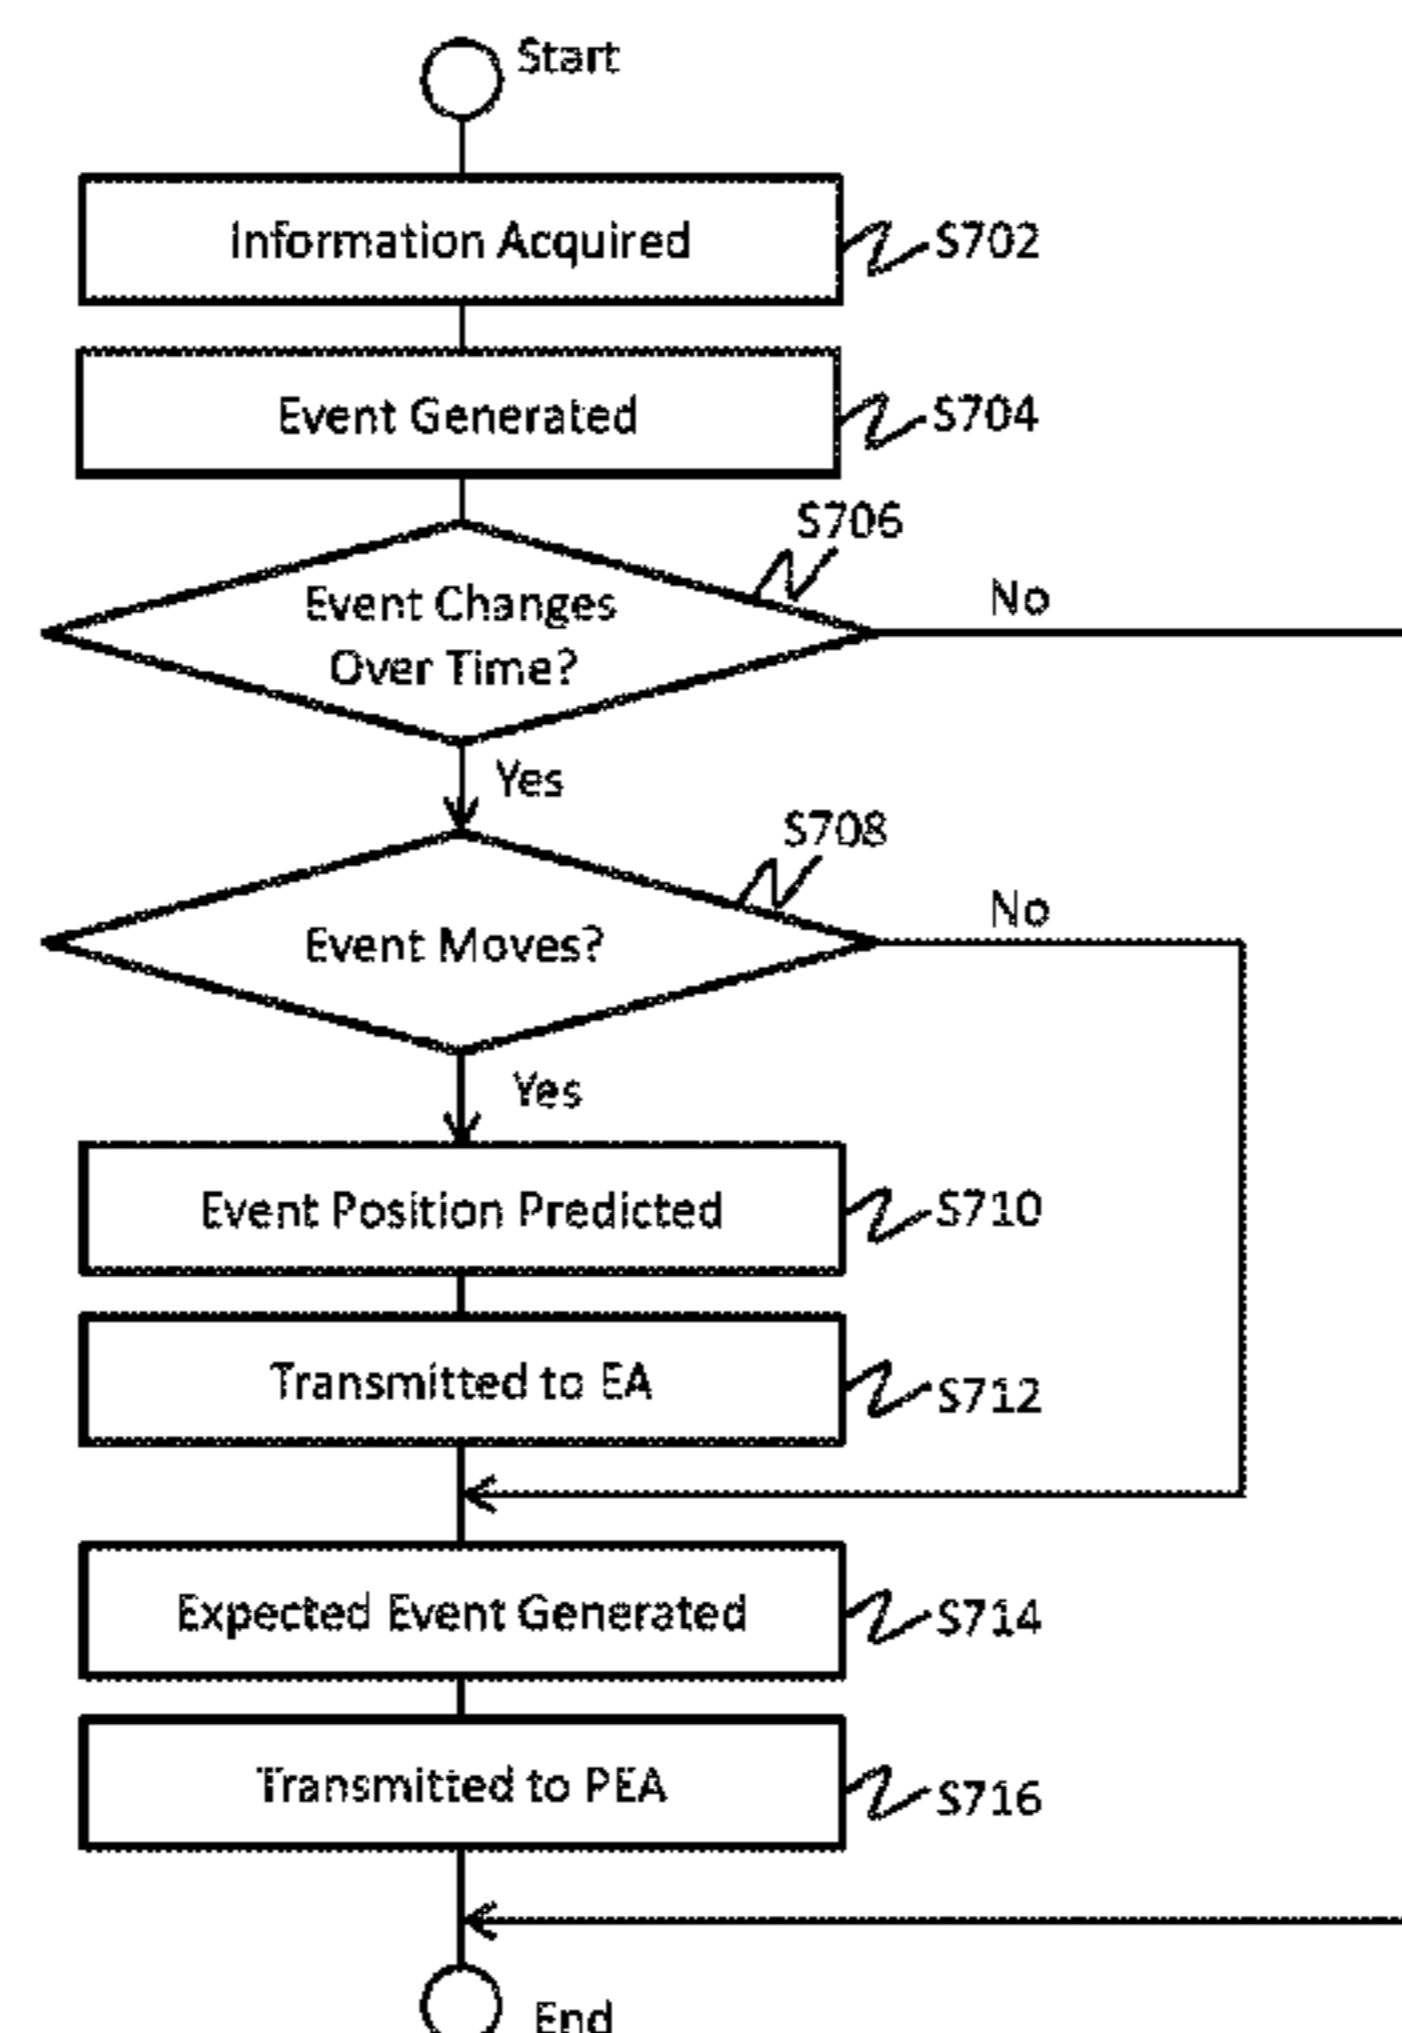 Start
Information Acquired
S702
Event Generated
S704
S706
Event Changes
Over Time?
No
Yes
S708
Event Moves?
No
Yes
Event Position Predicted
S710
Transmitted to EA
S712
Expected Event Generated
S714
Transmitted to PEA
S716
End